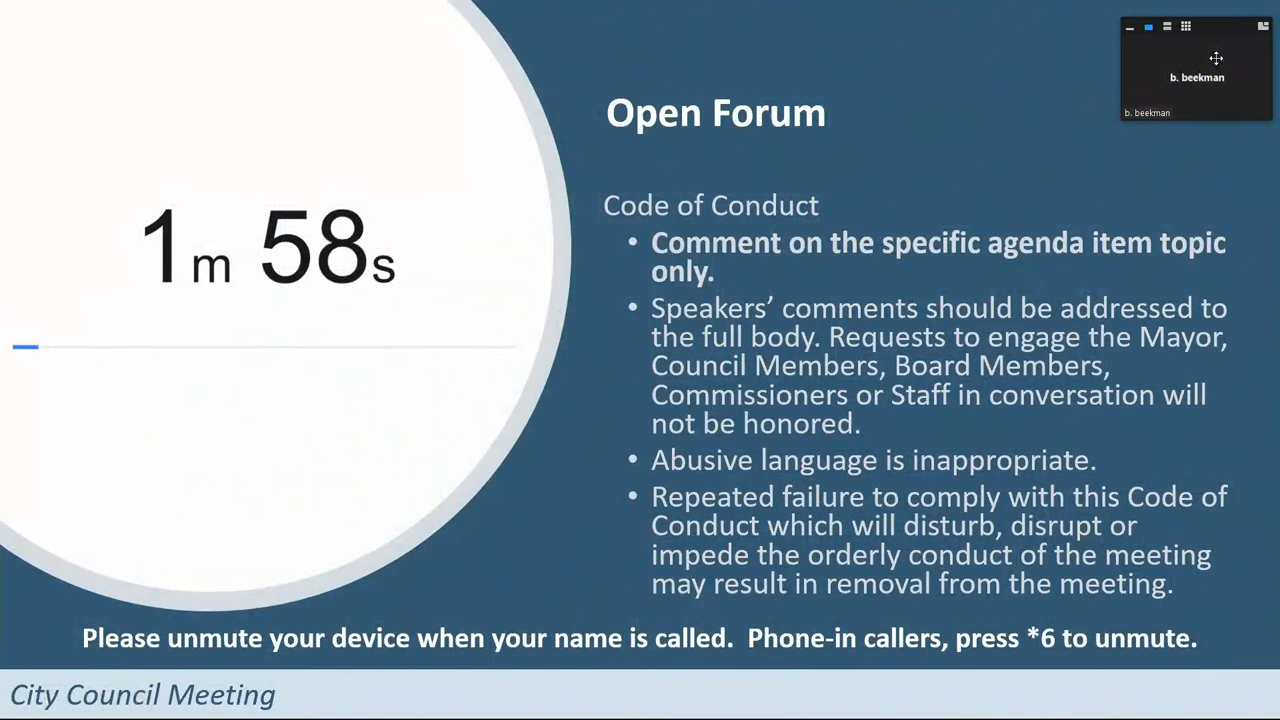 b. beekman
b. beekman
Open Forum
1m 58s
Code of Conduct
• Comment on the specific agenda item topic
only.
• Speakers’ comments should be addressed to
the full body. Requests to engage the Mayor,
Council Members, Board Members,
Commissioners or Staff in conversation will
not be honored.
• Abusive language is inappropriate.
• Repeated failure to comply with this Code of
Conduct which will disturb, disrupt or
impede the orderly conduct of the meeting
may result in removal from the meeting.
Please unmute your device when your name is called.  Phone-in callers, press *6 to unmute.
City Council Meeting